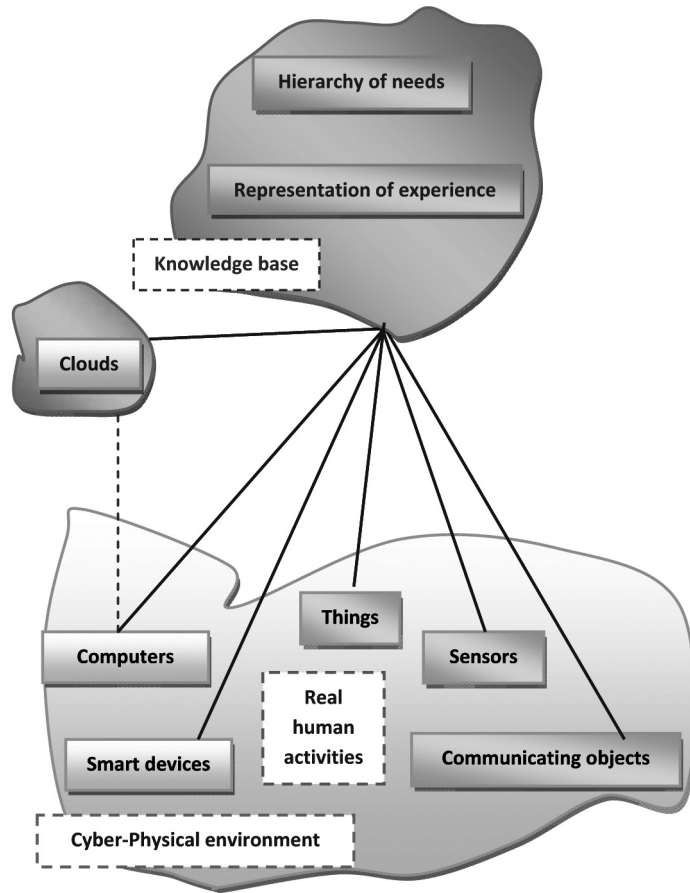 Hierarchy of needs
Representation of experience
Knowledge base
Clouds
Things
Computers
Sensors
Real
human
activities
Smart devices
Communicating objects
Cyber-Physical environment